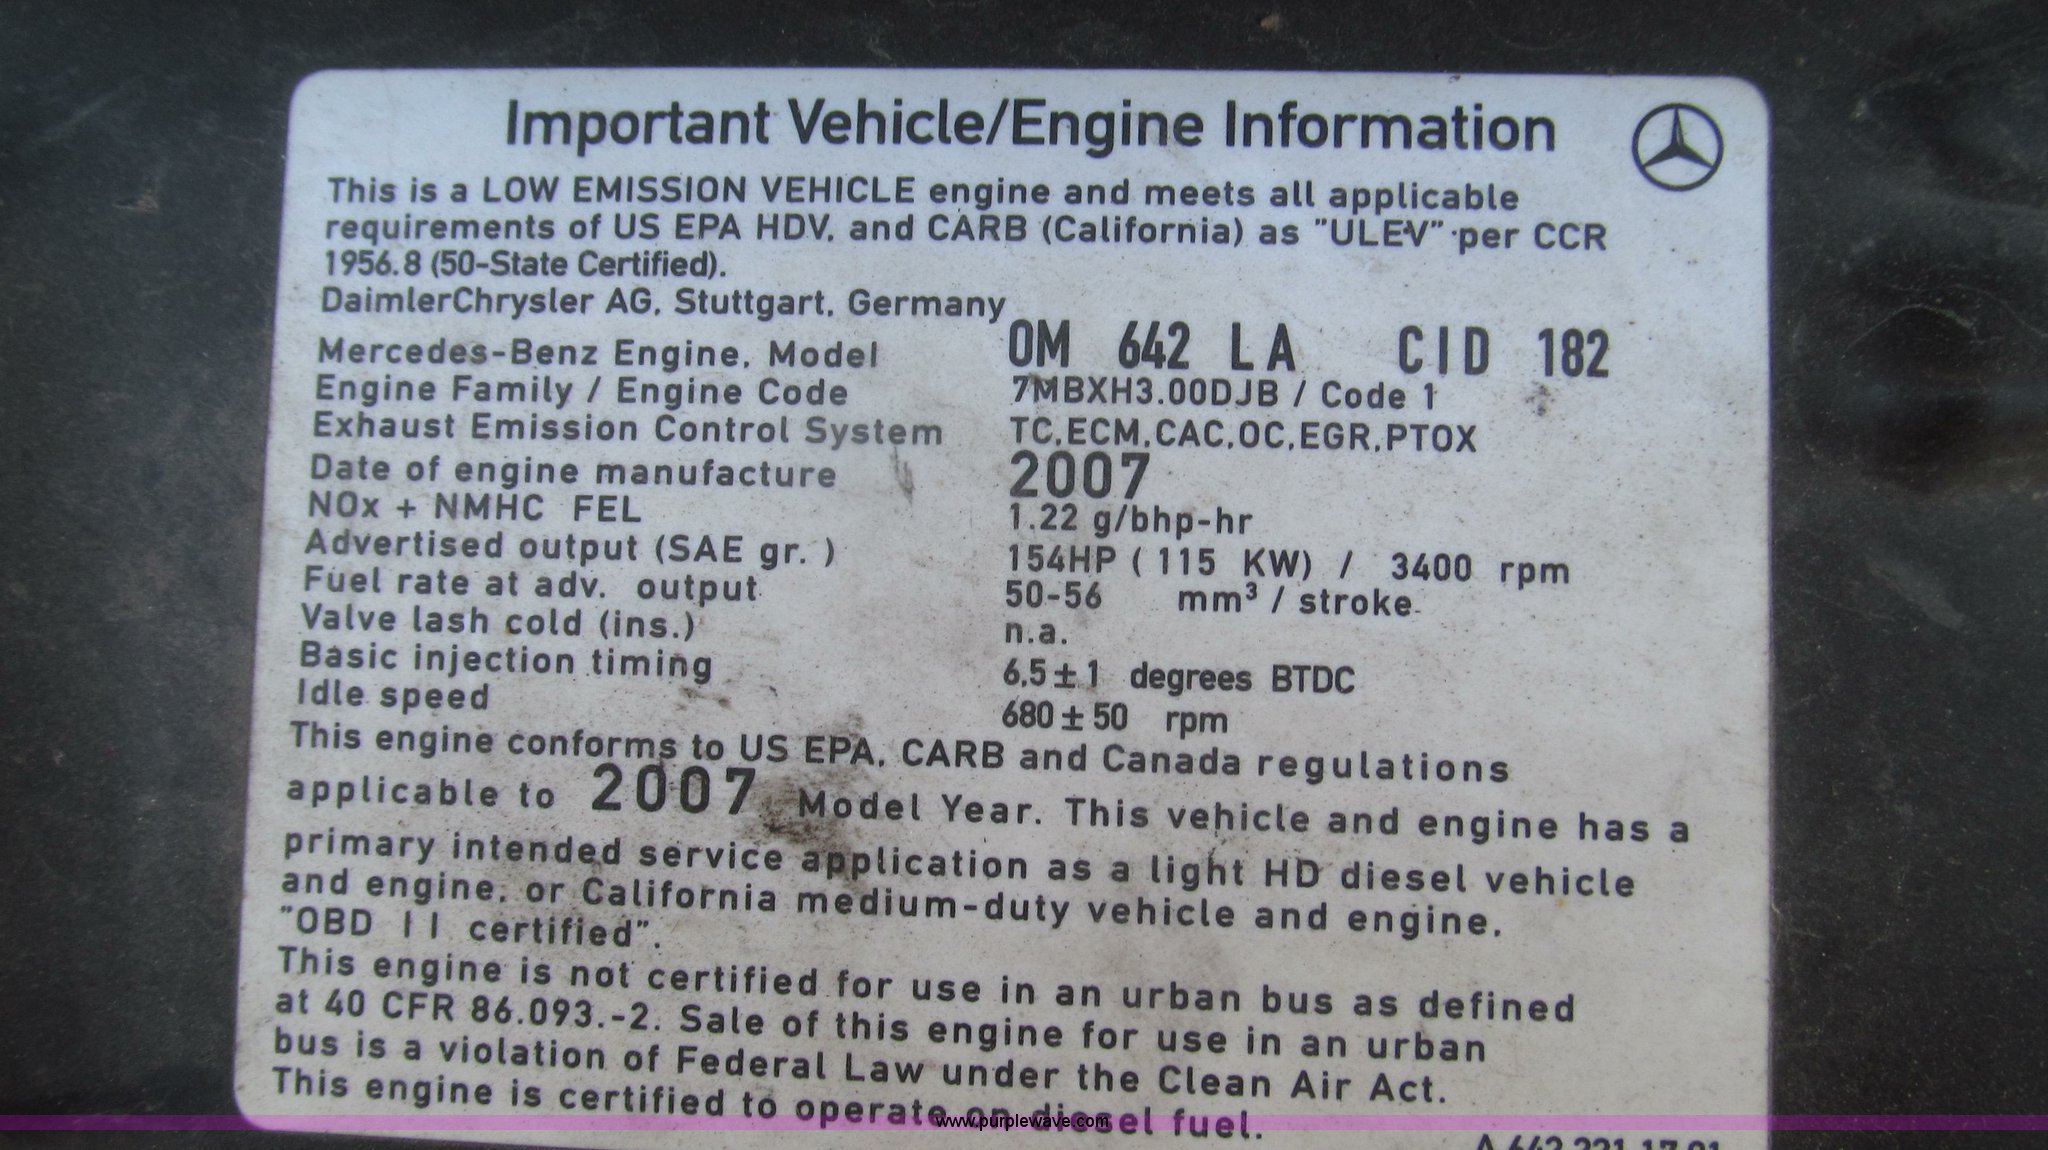 Important Vehicle/Engine Information
This is a LOW EMISSION VEHICLE engine and meets all applicable
requirements of US EPA HDV, and CARB (California) as "ULEV" per CCR
1956.8 (50-State Certified).
DaimlerChrysler AG, Stuttgart, Germany
Mercedes-Benz Engine, Model OM 642 LA CID 182
Engine Family / Engine Code 7MBXH3.00DJB / Code 1
Exhaust Emission Control System TC,ECM,CAC,OC,EGR,PTOX
Date of engine manufacture 2007
NOx + NMHC FEL 1.22 g/bhp-hr
Advertised output (SAE gr. ) 154HP ( 115 KW) / 3400 rpm
Fuel rate at adv. output 50-56 mm³ / stroke
Valve lash cold (ins.) n.a.
Basic injection timing 6,5 ± 1 degrees BTDC
Idle speed 680 ± 50 rpm
This engine conforms to US EPA, CARB and Canada regulations
applicable to 2007 Model Year. This vehicle and engine has a
primary intended service application as a light HD diesel vehicle
and engine, or California medium-duty vehicle and engine,
"OBD II certified".
This engine is not certified for use in an urban bus as defined
at 40 CFR 86.093.-2. Sale of this engine for use in an urban
bus is a violation of Federal Law under the Clean Air Act.
This engine is certified to operate on diesel fuel.
www.purplewave.com
A 642 221 17 01